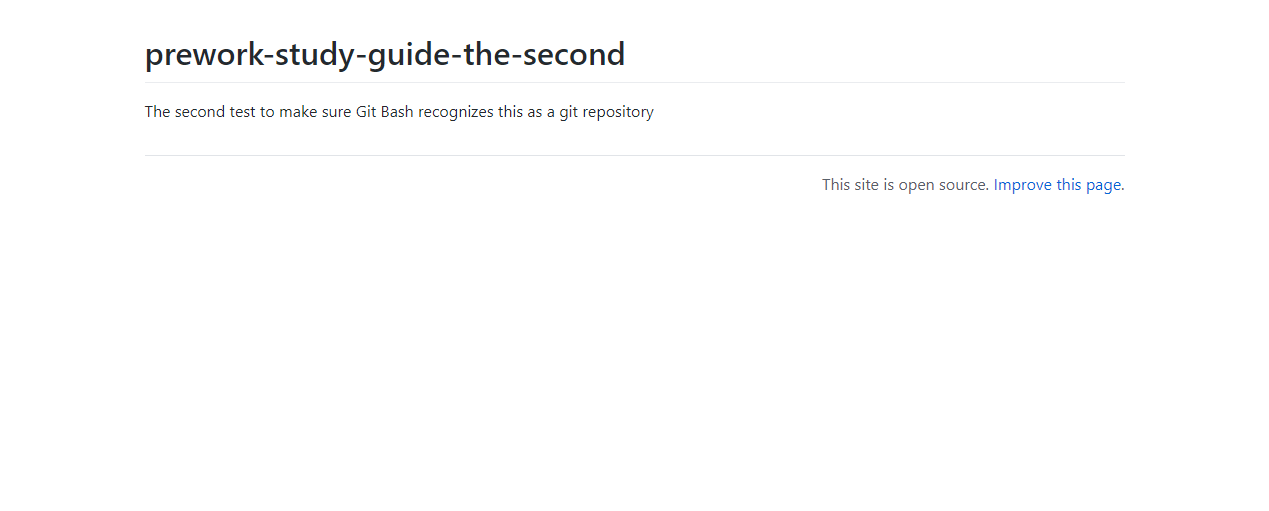 prework-study-guide-the-second
The second test to make sure Git Bash recognizes this as a git repository
This site is open source. Improve this page.